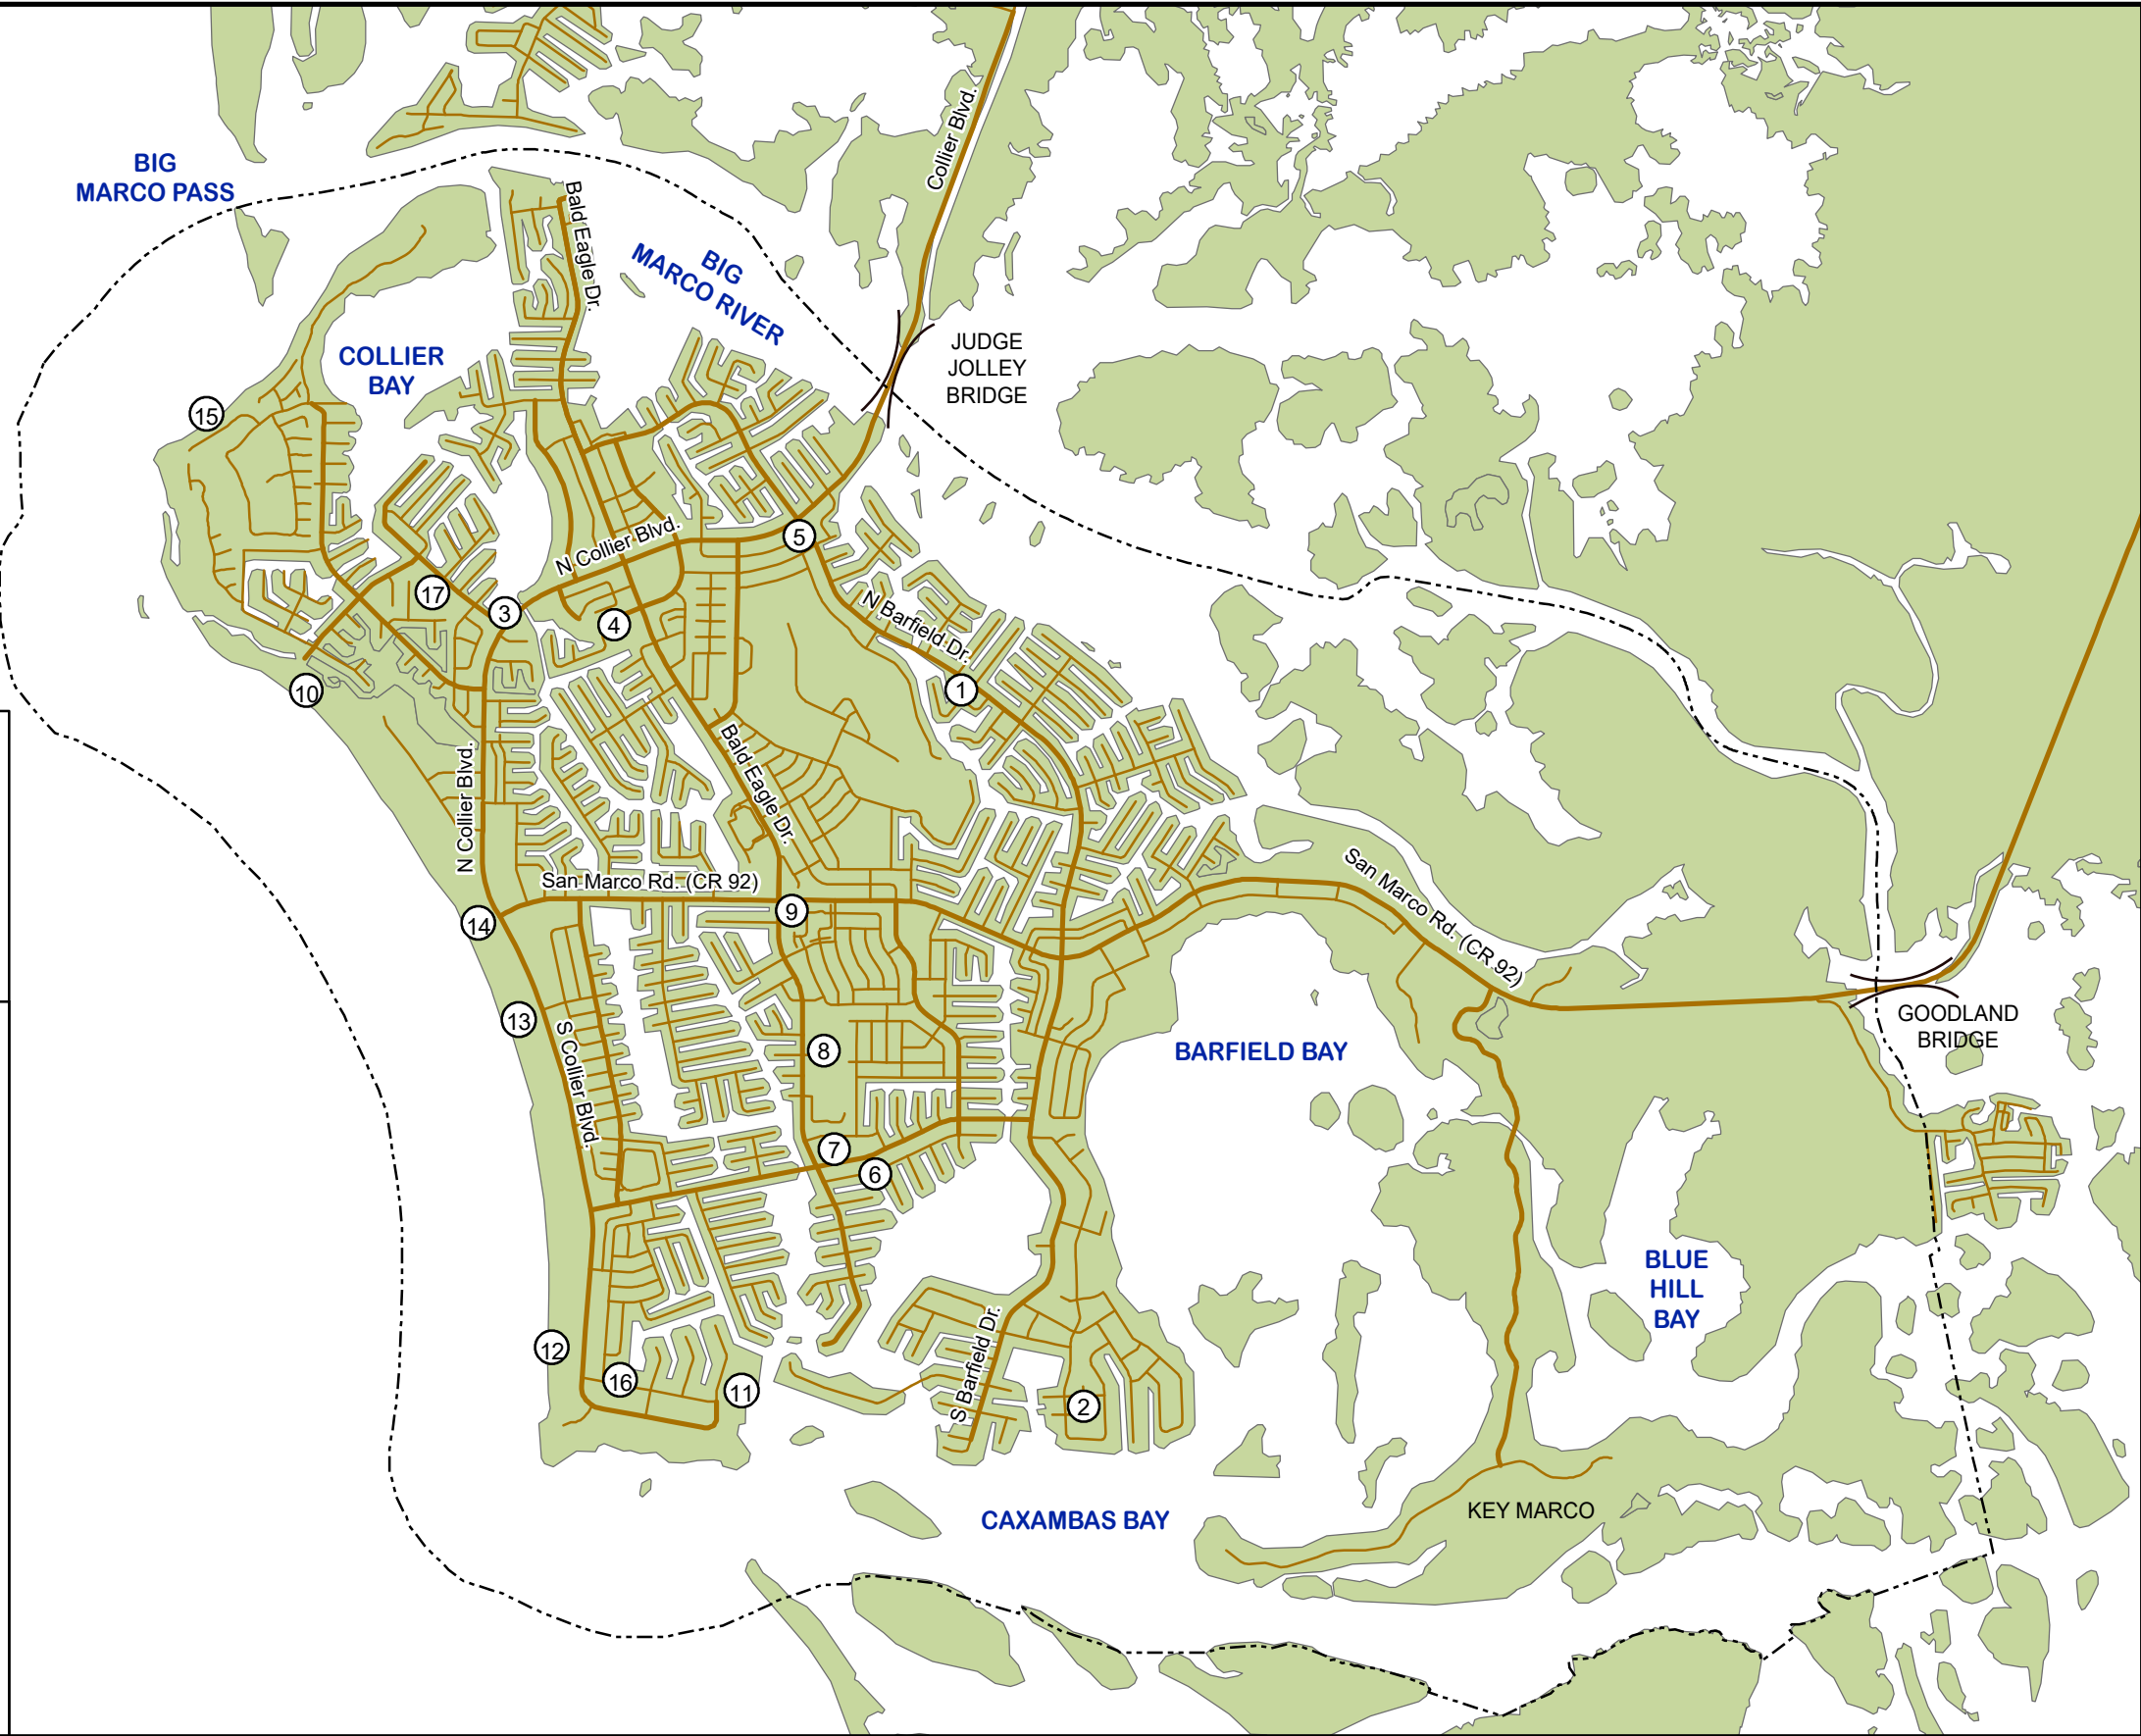 Collier Blvd.
BIG
MARCO PASS
Bald Eagle Dr.
BIG
MARCO RIVER
JUDGE
JOLLEY
BRIDGE
COLLIER
BAY
15
N Collier Blvd.
5
17
3
4
N Barfield Dr.
10
1
N Collier Blvd.
Bald Eagle Dr.
San Marco Rd. (CR 92)
San Marco Rd. (CR 92)
9
14
13
S Collier Blvd.
8
BARFIELD BAY
GOODLAND
BRIDGE
7
6
BLUE
HILL
BAY
12
16
11
S Barfield Dr.
2
CAXAMBAS BAY
KEY MARCO